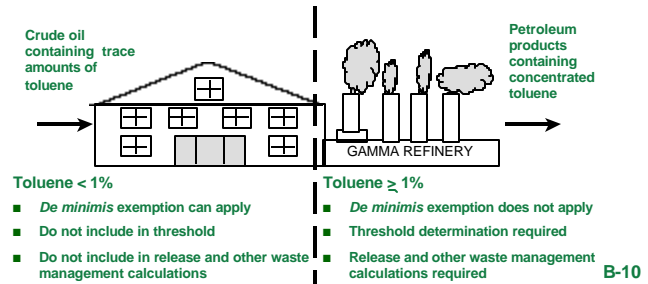 Crude oil
containing trace
amounts of
toluene
Petroleum
products
containing
concentrated
toluene
GAMMA REFINERY
Toluene < 1%
■ De minimis exemption can apply
■ Do not include in threshold
■ Do not include in release and other waste
management calculations
Toluene ≥ 1%
■ De minimis exemption does not apply
■ Threshold determination required
■ Release and other waste management
calculations required
B-10